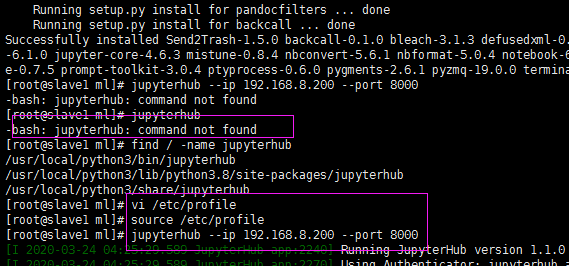 Running setup.py install for pandocfilters ... done
Running setup.py install for backcall ... done
Successfully installed Send2Trash-1.5.0 backcall-0.1.0 bleach-3.1.3 defusedxml-0.
-6.1.0 jupyter-core-4.6.3 mistune-0.8.4 nbconvert-5.6.1 nbformat-5.0.4 notebook-6
e-0.7.5 prompt-toolkit-3.0.4 ptyprocess-0.6.0 pygments-2.6.1 pyzmq-19.0.0 termina
[root@slave1 ml]# jupyterhub --ip 192.168.8.200 --port 8000
-bash: jupyterhub: command not found
[root@slave1 ml]# jupyterhub
-bash: jupyterhub: command not found
[root@slave1 ml]# find / -name jupyterhub
/usr/local/python3/bin/jupyterhub
/usr/local/python3/lib/python3.8/site-packages/jupyterhub
/usr/local/python3/share/jupyterhub
[root@slave1 ml]# vi /etc/profile
[root@slave1 ml]# source /etc/profile
[root@slave1 ml]# jupyterhub --ip 192.168.8.200 --port 8000
[I 2020-03-24 04:25:29.589 JupyterHub app:2240] Running JupyterHub version 1.1.0
[I 2020-03-24 04:25:29.589 JupyterHub app:2270] Using Authenticator: jupyterhub.a